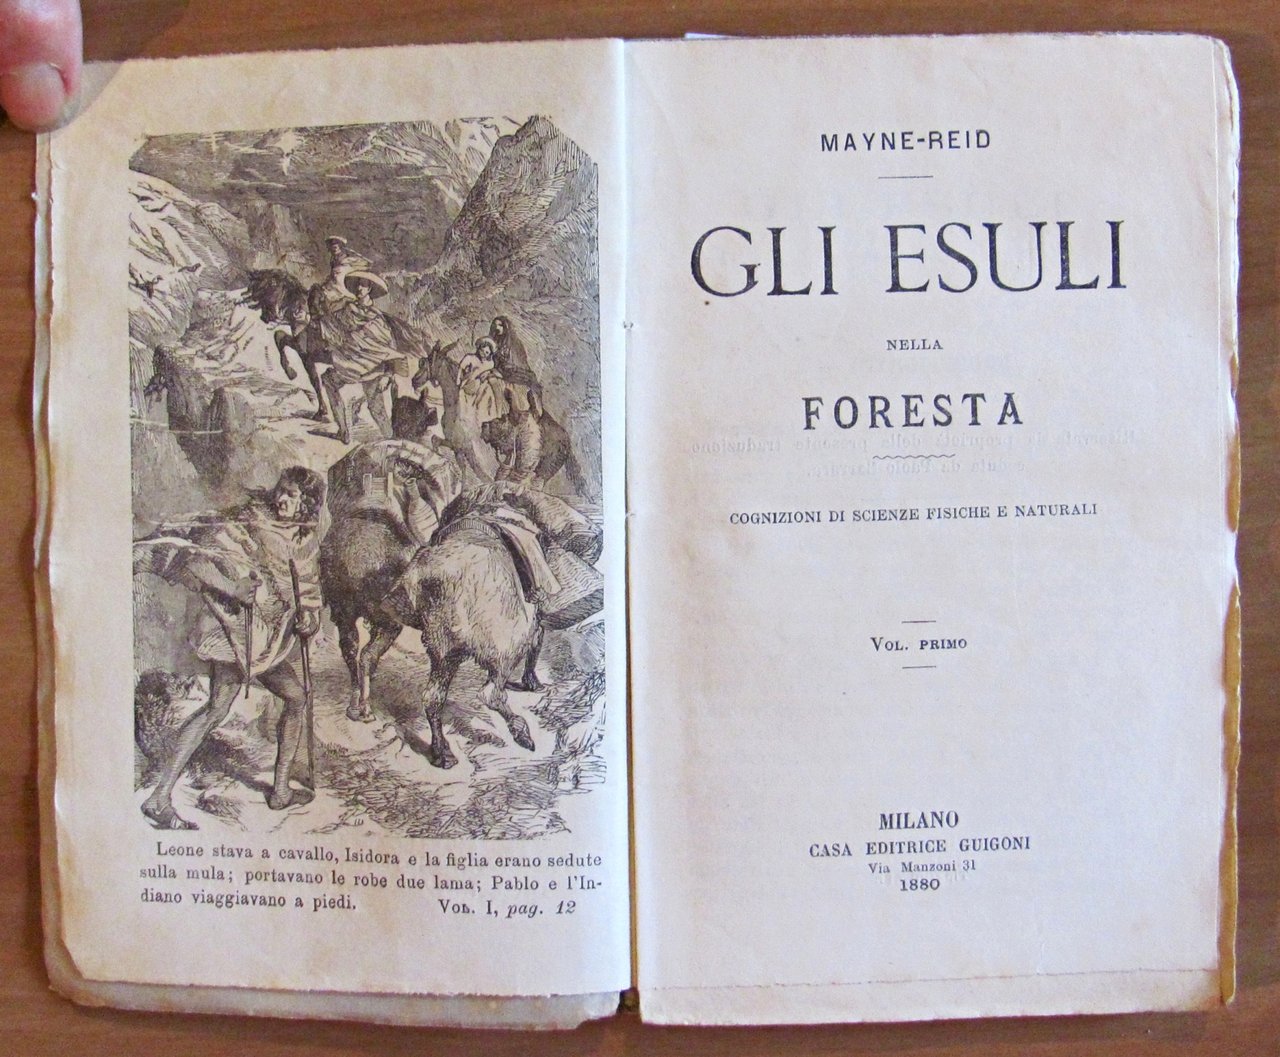 Leone stava a cavallo, Isidora e la figlia erano sedute
sulla mula; portavano le robe due lama; Pablo e l'In-
diano viaggiavano a piedi. Vol. I, pag. 12
MAYNE-REID
GLI ESULI
NELLA
FORESTA
COGNIZIONI DI SCIENZE FISICHE E NATURALI
Vol. primo
MILANO
CASA EDITRICE GUIGONI
Via Manzoni 31
1880